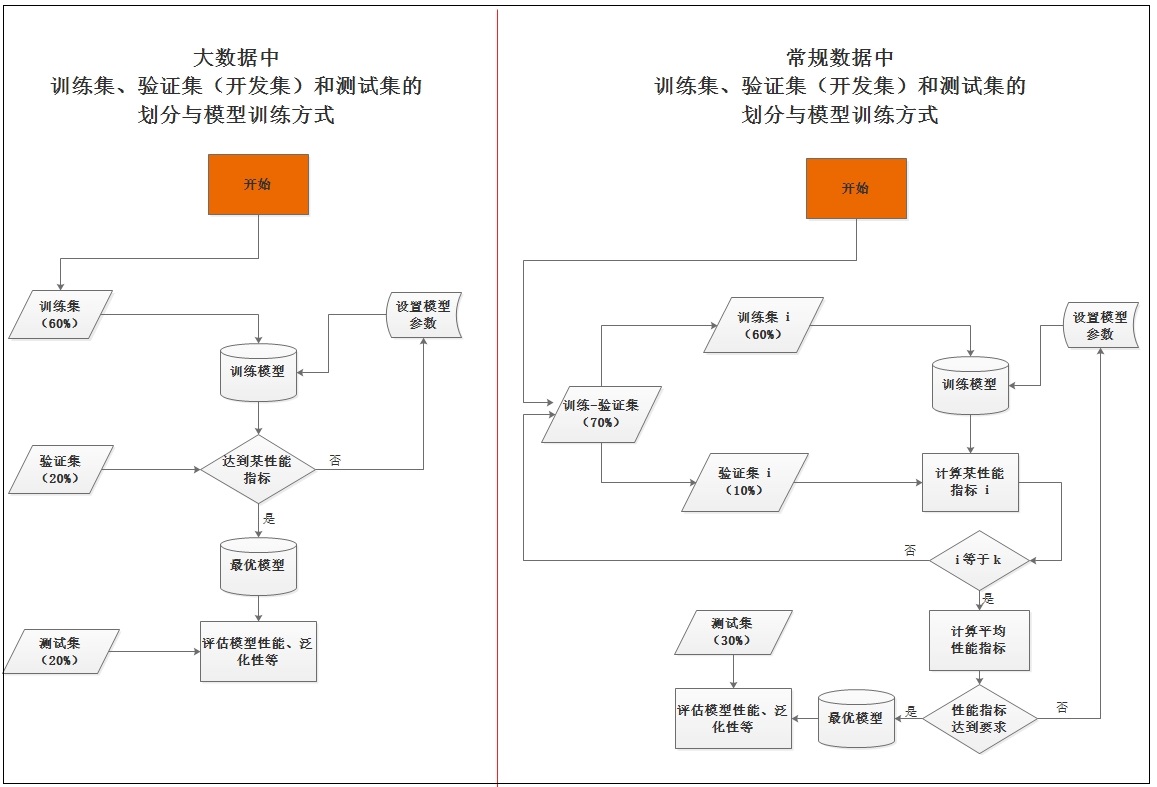 大数据中
训练集、验证集（开发集）和测试集的
划分与模型训练方式
开始
训练集
（60%）
设置模型
参数
训练模型
验证集
（20%）
达到某性能
指标
否
是
最优模型
测试集
（20%）
评估模型性能、泛
化性等
常规数据中
训练集、验证集（开发集）和测试集的
划分与模型训练方式
开始
训练集 i
（60%）
设置模型
参数
训练模型
训练-验证集
（70%）
验证集 i
（10%）
计算某性能
指标 i
i 等于 k
否
是
计算平均
性能指标
测试集
（30%）
性能指标
达到要求
否
是
最优模型
评估模型性能、泛
化性等